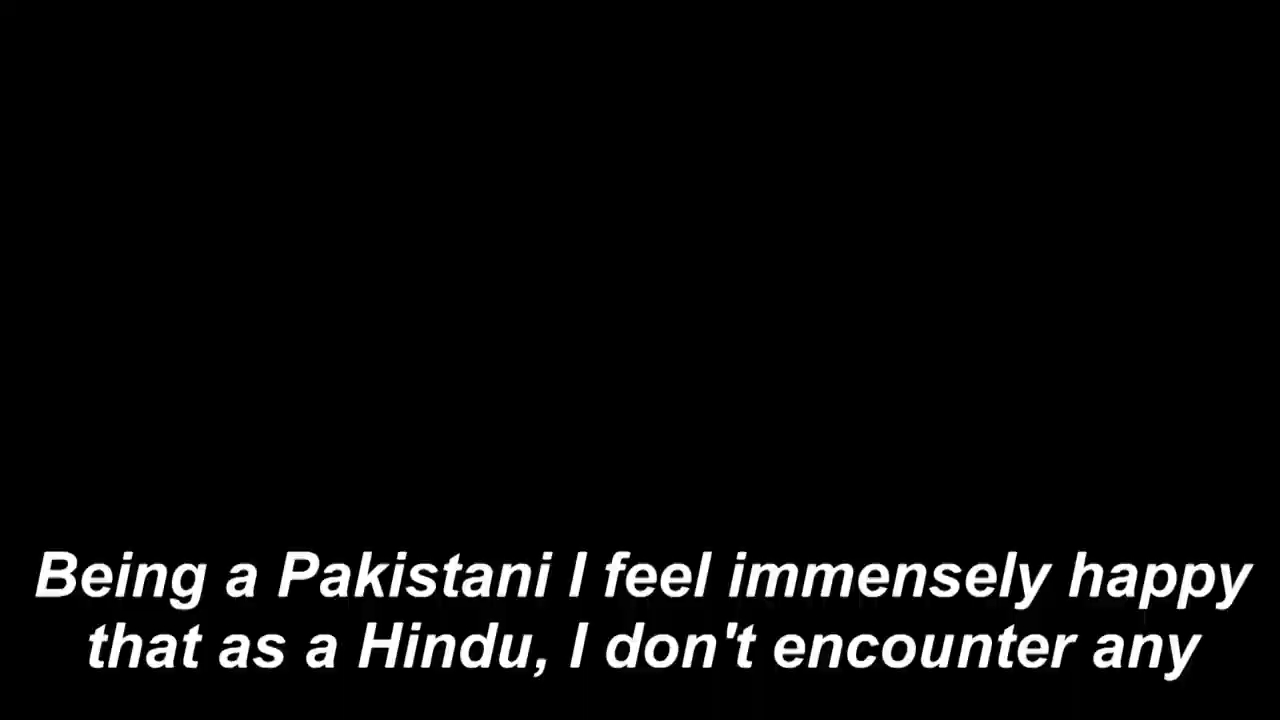 Being a Pakistani I feel immensely happy
that as a Hindu, I don't encounter any